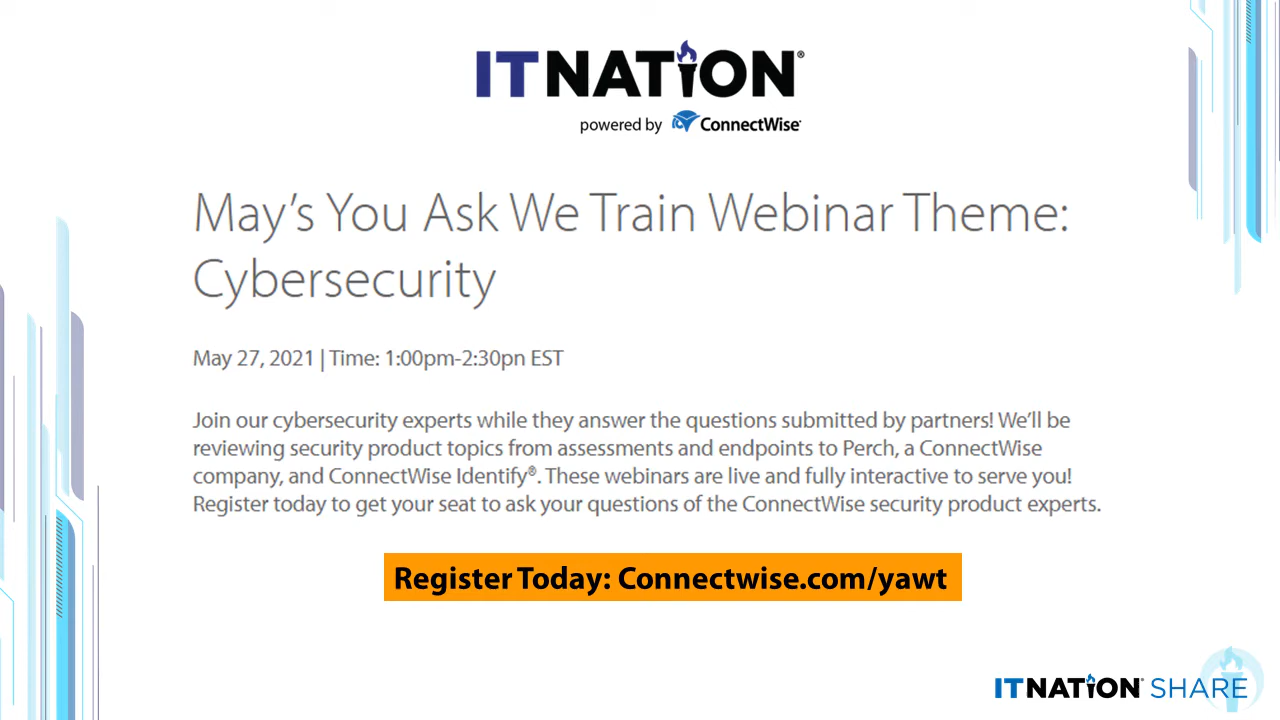 ITNATION®
powered by ConnectWise
May's You Ask We Train Webinar Theme:
Cybersecurity
May 27, 2021 | Time: 1:00pm-2:30pn EST
Join our cybersecurity experts while they answer the questions submitted by partners! We'll be
reviewing security product topics from assessments and endpoints to Perch, a ConnectWise
company, and ConnectWise Identify®. These webinars are live and fully interactive to serve you!
Register today to get your seat to ask your questions of the ConnectWise security product experts.
Register Today: Connectwise.com/yawt
ITNATION SHARE